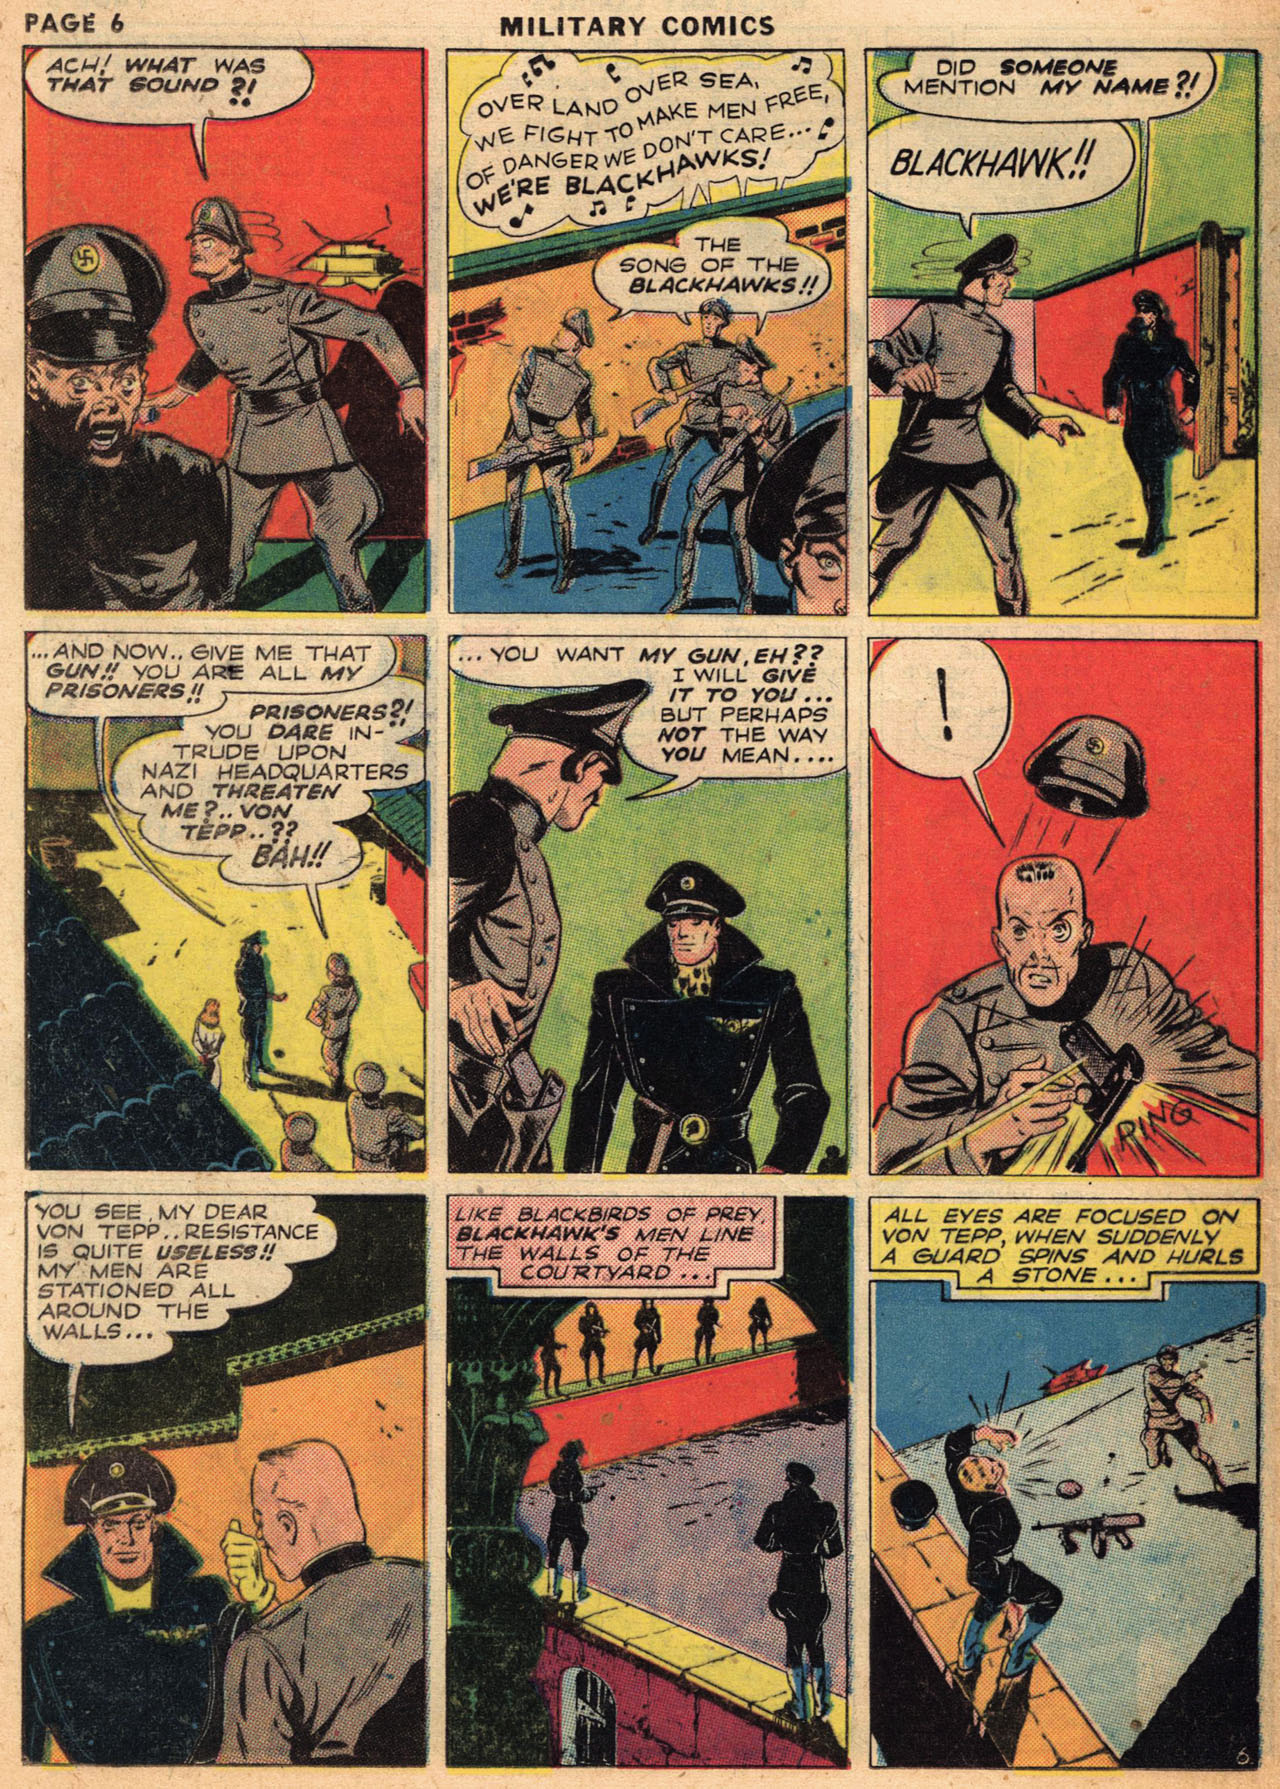 PAGE 6
MILITARY COMICS
ACH! WHAT WAS
THAT SOUND ?!
OVER LAND OVER SEA,
WE FIGHT TO MAKE MEN FREE,
OF DANGER WE DON'T CARE...
WE'RE BLACKHAWKS!
THE
SONG OF THE
BLACKHAWKS!!
DID SOMEONE
MENTION MY NAME?!
BLACKHAWK!!
...AND NOW.. GIVE ME THAT
GUN!! YOU ARE ALL MY
PRISONERS!!
PRISONERS?!
YOU DARE IN-
TRUDE UPON
NAZI HEADQUARTERS
AND THREATEN
ME?.. VON
TEPP..??
BAH!!
...YOU WANT MY GUN, EH??
I WILL GIVE
IT TO YOU...
BUT PERHAPS
NOT THE WAY
YOU MEAN....
!
PING
YOU SEE, MY DEAR
VON TEPP.. RESISTANCE
IS QUITE USELESS!!
MY MEN ARE
STATIONED ALL
AROUND THE
WALLS...
LIKE BLACKBIRDS OF PREY,
BLACKHAWK'S MEN LINE
THE WALLS OF THE
COURTYARD...
ALL EYES ARE FOCUSED ON
VON TEPP, WHEN SUDDENLY
A GUARD SPINS AND HURLS
A STONE...
6